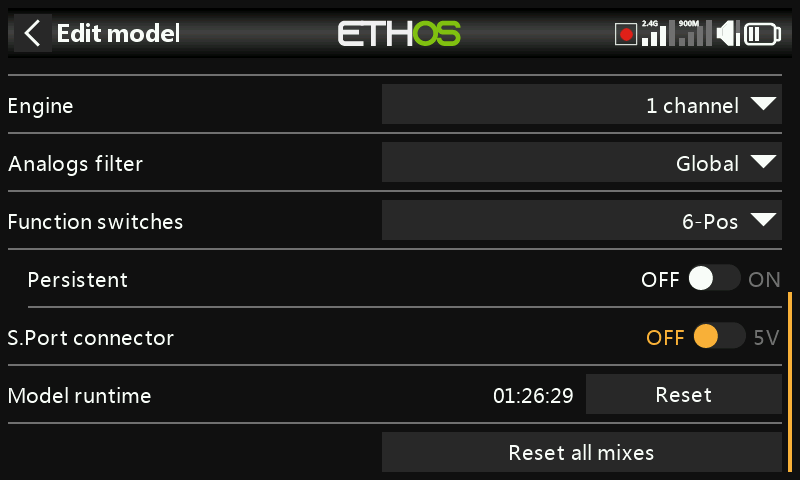 Edit model
ETHOS
2.4G
900M
Engine
1 channel
Analogs filter
Global
Function switches
6-Pos
Persistent
OFF ON
S.Port connector
OFF 5V
Model runtime
01:26:29
Reset
Reset all mixes